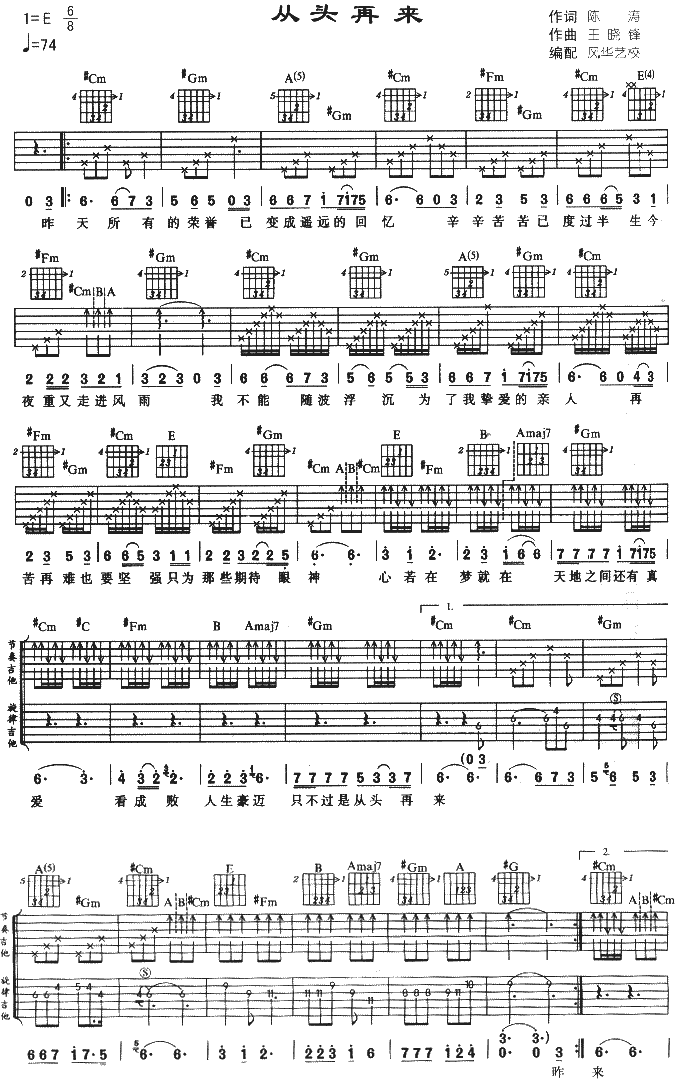 从头再来
1=E 6/8
♩=74
作词 陈 涛
作曲 王晓锋
编配 风华艺校
#Cm #Gm A(5) #Gm #Cm #Fm #Gm #Cm E(4)
0 3 6· 6 7 3 5 6 5 0 3 6 6 7 1 7175 6· 6 0 3 2 3 5 3 6 6 6 5 3 1
昨 天 所 有 的 荣 誉 已 变成遥远的 回 忆 辛 辛 苦 苦 已 度过半 生 今
#Fm #Cm B A #Gm #Cm #Gm A(5) #Gm #Cm #Gm
2 2 2 3 2 1 3 2 3 0 3 6 6 6 7 3 5 6 5 5 3 6 6 7 1 7175 6· 6 0 4 3
夜 重又走进风 雨 我 不 能 随波 浮 沉 为 了我挚爱的亲 人 再
#Fm #Gm #Cm E #Fm #Gm #Cm A B #Cm E #Fm B Amaj7 #Gm
2 3 5 3 6 6 5 3 1 1 2 2 3 2 2 5 6· 6· 3 1 2· 2 3 1 6 6 7 7 7 7 1 7175
苦 再 难 也 要 坚 强 只为 那些期待 眼 神 心 若 在 梦 就 在 天地之间还有真
#Cm #C #Fm B Amaj7 #Gm 1. #Cm #Cm #Gm
节奏吉他
旋律吉他
6· 3· 4 3 2 2· 2 2 3 6· 7 7 7 7 5 3 3 7 6· 6· (0 3 6· 6 7 3 5 6 5 3
爱 看成 败 人生豪迈 只不过是从头 再 来
A(5) #Gm #Cm A B #Cm E #Fm B Amaj7 #Gm A #G 2. #Cm A B #Cm
节奏吉他
旋律吉他
6 6 7 1 7·5 6· 6· 3 1 2· 2 2 3 1 6 7 7 7 1 2 4 3· 3·) 0· 0 3 6· 6·
昨 来